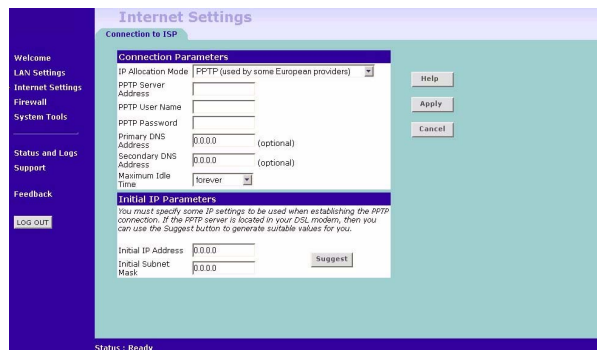 Internet Settings
Connection to ISP
Welcome
LAN Settings
Internet Settings
Firewall
System Tools
Status and Logs
Support
Feedback
LOG OUT
Connection Parameters
IP Allocation Mode PPTP (used by some European providers)
PPTP Server
Address
PPTP User Name
PPTP Password
Primary DNS
Address 0.0.0.0 (optional)
Secondary DNS
Address 0.0.0.0 (optional)
Maximum Idle
Time forever
Initial IP Parameters
You must specify some IP settings to be used when establishing the PPTP
connection. If the PPTP server is located in your DSL modem, then you
can use the Suggest button to generate suitable values for you.
Initial IP Address 0.0.0.0
Initial Subnet
Mask 0.0.0.0
Suggest
Help
Apply
Cancel
Status : Ready